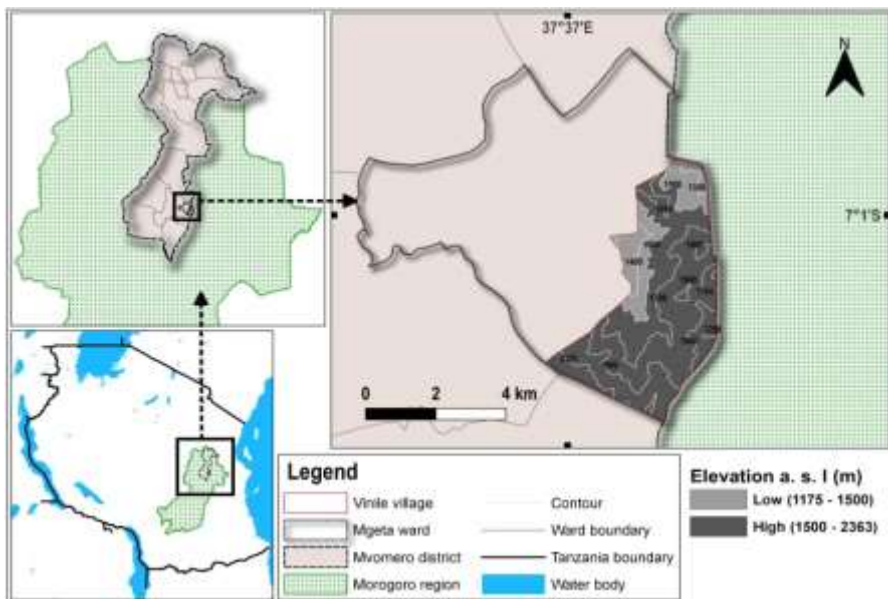 37°37'E
N
7°1'S
0 2 4 km
Legend
Vinile village
Mgeta ward
Mvomero district
Morogoro region
Contour
Ward boundary
Tanzania boundary
Water body
Elevation a. s. l (m)
Low (1175 - 1500)
High (1500 - 2363)